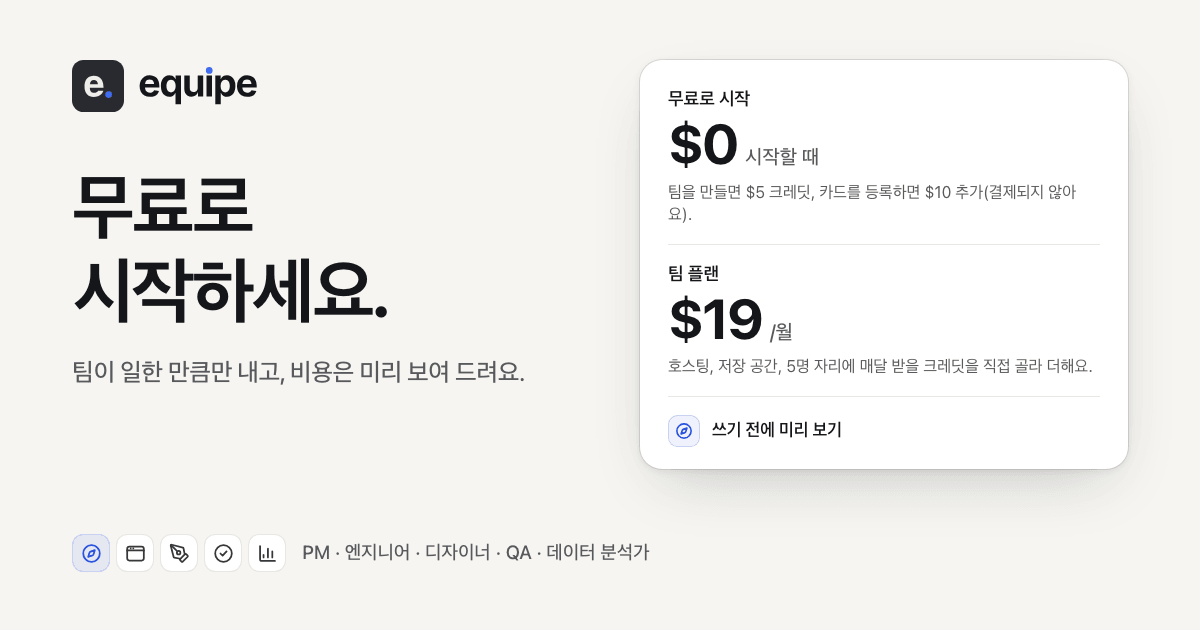 e.
equipe
무료로
시작하세요.
팀이 일한 만큼만 내고, 비용은 미리 보여 드려요.
무료로 시작
$0 시작할 때
팀을 만들면 $5 크레딧, 카드를 등록하면 $10 추가(결제되지 않아
요).
팀 플랜
$19 /월
호스팅, 저장 공간, 5명 자리에 매달 받을 크레딧을 직접 골라 더해요.
쓰기 전에 미리 보기
PM · 엔지니어 · 디자이너 · QA · 데이터 분석가